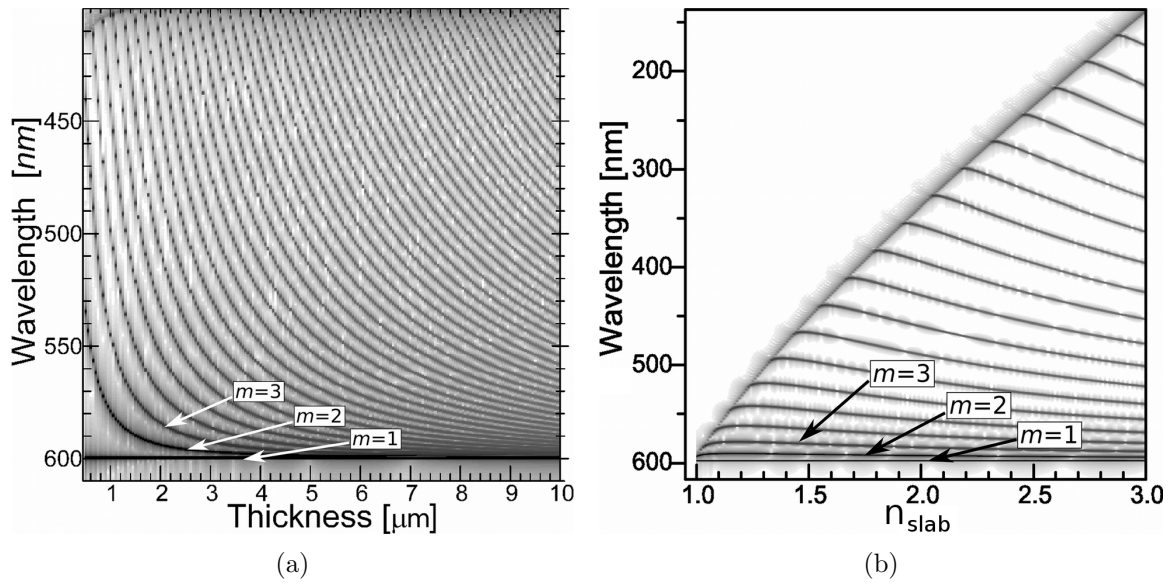 Wavelength [nm]
450
500
550
600
m=3
m=2
m=1
1 2 3 4 5 6 7 8 9 10
Thickness [μm]
(a)
Wavelength [nm]
200
300
400
500
600
m=3
m=2
m=1
1.0 1.5 2.0 2.5 3.0
n_slab
(b)